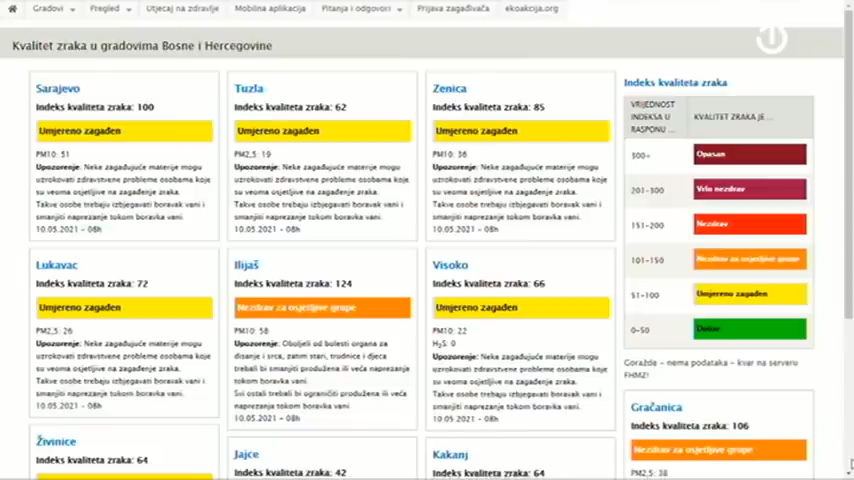 Gradovi Pregled Utjecaj na zdravlje Mobilna aplikacija Pitanja i odgovori Prijava zagađivača ekoakcija.org
1
Kvalitet zraka u gradovima Bosne i Hercegovine
Sarajevo
Indeks kvaliteta zraka: 100
Umjereno zagađen
PM10: 51
Upozorenje: Neke zagađujuće materije mogu
uzrokovati zdravstvene probleme osobama koje
su veoma osjetljive na zagađenje zraka.
Takve osobe trebaju izbjegavati boravak vani i
smanjiti naprezanje tokom boravka vani.
10.05.2021 - 08h
Tuzla
Indeks kvaliteta zraka: 62
Umjereno zagađen
PM2,5: 19
Upozorenje: Neke zagađujuće materije mogu
uzrokovati zdravstvene probleme osobama koje
su veoma osjetljive na zagađenje zraka.
Takve osobe trebaju izbjegavati boravak vani i
smanjiti naprezanje tokom boravka vani.
10.05.2021 - 08h
Zenica
Indeks kvaliteta zraka: 85
Umjereno zagađen
PM10: 36
Upozorenje: Neke zagađujuće materije mogu
uzrokovati zdravstvene probleme osobama koje
su veoma osjetljive na zagađenje zraka.
Takve osobe trebaju izbjegavati boravak vani i
smanjiti naprezanje tokom boravka vani.
10.05.2021 - 08h
Lukavac
Indeks kvaliteta zraka: 72
Umjereno zagađen
PM2,5: 26
Upozorenje: Neke zagađujuće materije mogu
uzrokovati zdravstvene probleme osobama koje
su veoma osjetljive na zagađenje zraka.
Takve osobe trebaju izbjegavati boravak vani i
smanjiti naprezanje tokom boravka vani.
10.05.2021 - 08h
Ilijaš
Indeks kvaliteta zraka: 124
Nezdrav za osjetljive grupe
PM10: 58
Upozorenje: Oboljeli od bolesti organa za
disanje i srca, zatim stari, trudnice i djeca
trebali bi smanjiti produžena ili veća naprezanja
tokom boravka vani.
Svi ostali trebali bi ograničiti produžena ili veća
naprezanja tokom boravka vani.
10.05.2021 - 08h
Visoko
Indeks kvaliteta zraka: 66
Umjereno zagađen
PM10: 22
H₂S: 0
Upozorenje: Neke zagađujuće materije mogu
uzrokovati zdravstvene probleme osobama koje
su veoma osjetljive na zagađenje zraka.
Takve osobe trebaju izbjegavati boravak vani i
smanjiti naprezanje tokom boravka vani.
10.05.2021 - 08h
Živinice
Indeks kvaliteta zraka: 64
Jajce
Indeks kvaliteta zraka: 42
Kakanj
Indeks kvaliteta zraka: 64
Indeks kvaliteta zraka
VRIJEDNOST
INDEKSA U
RASPONU ...
KVALITET ZRAKA JE ...
300+ Opasan
201-300 Vrlo nezdrav
151-200 Nezdrav
101-150 Nezdrav za osjetljive grupe
51-100 Umjereno zagađen
0-50 Dobar
Goražde - nema podataka - kvar na serveru
FHMZ!
Gračanica
Indeks kvaliteta zraka: 106
Nezdrav za osjetljive grupe
PM2,5: 38